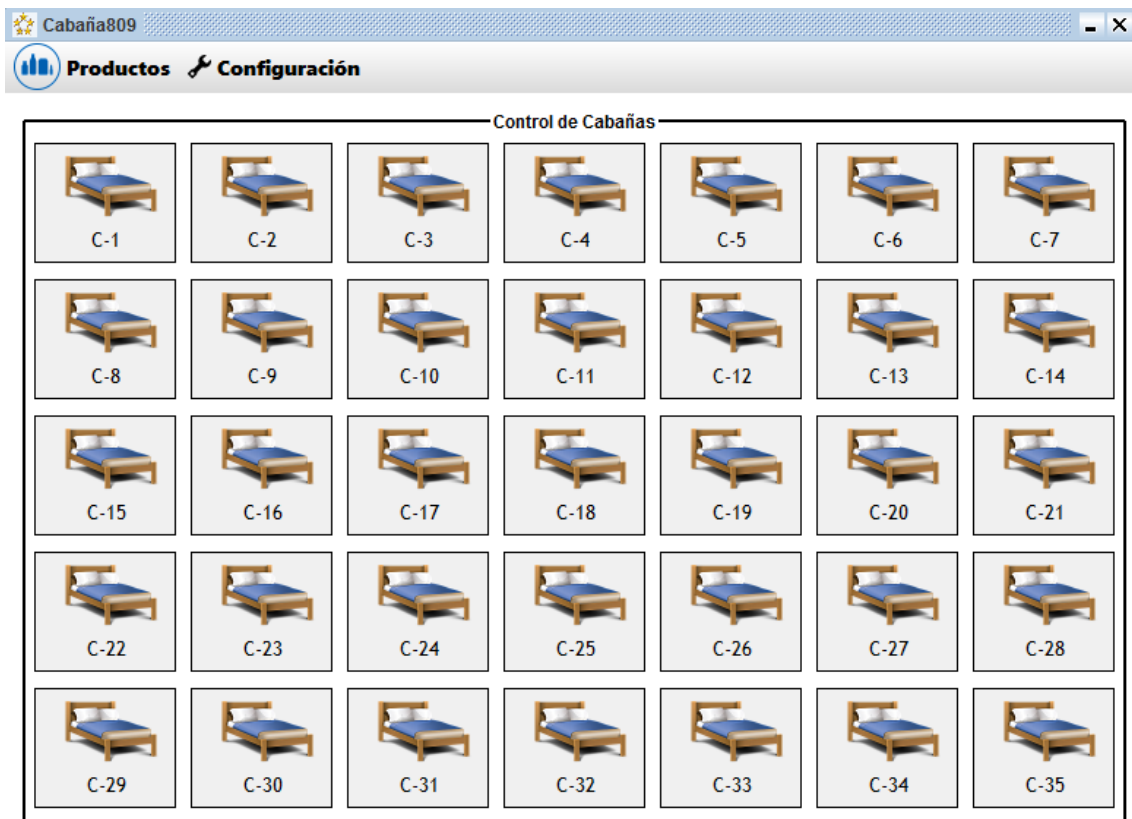 Cabaña809
Productos Configuración
Control de Cabañas
C-1 C-2 C-3 C-4 C-5 C-6 C-7
C-8 C-9 C-10 C-11 C-12 C-13 C-14
C-15 C-16 C-17 C-18 C-19 C-20 C-21
C-22 C-23 C-24 C-25 C-26 C-27 C-28
C-29 C-30 C-31 C-32 C-33 C-34 C-35